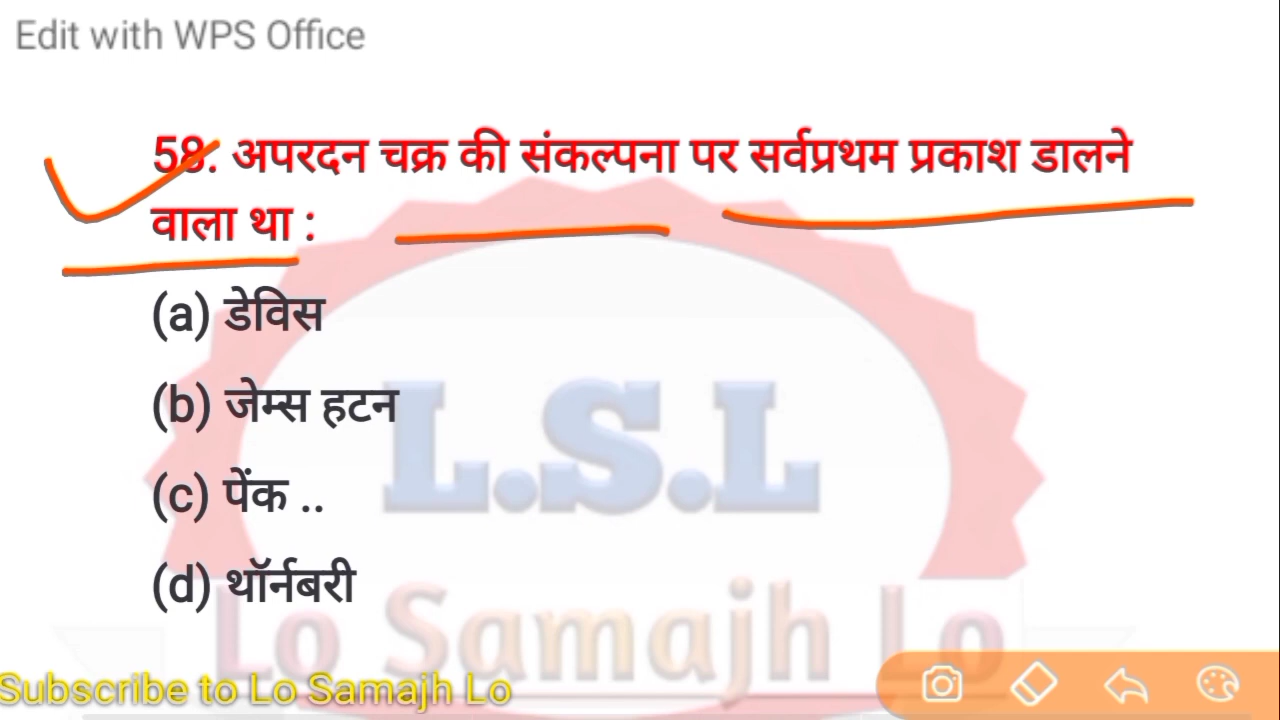 Edit with WPS Office
58. अपरदन चक्र की संकल्पना पर सर्वप्रथम प्रकाश डालने
वाला था :
(a) डेविस
(b) जेम्स हटन
(c) पेंक ..
(d) थॉर्नबरी
L.S.L
Lo Samajh Lo
Subscribe to Lo Samajh Lo